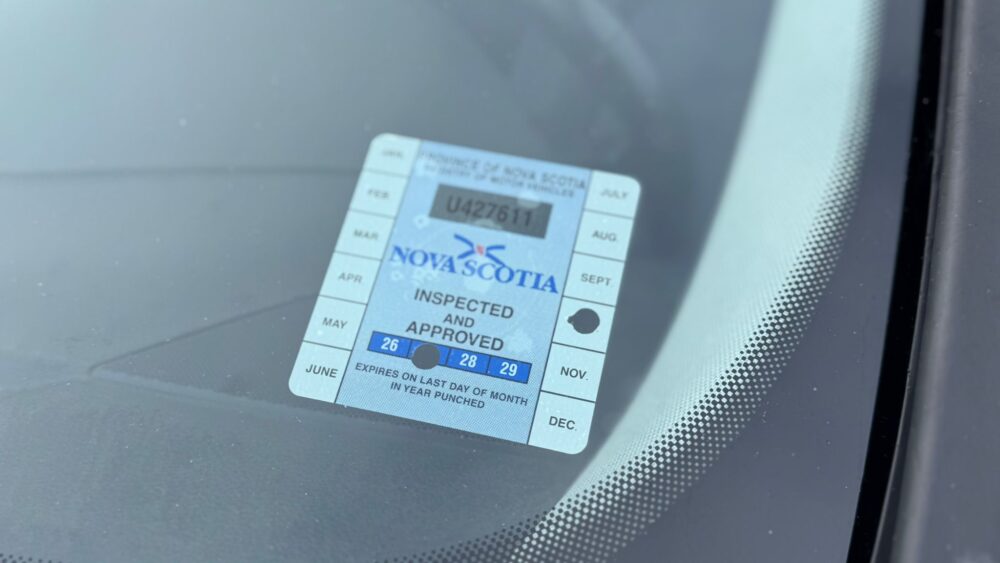 JAN.
FEB.
MAR.
APR.
MAY
JUNE
PROVINCE OF NOVA SCOTIA
REGISTRY OF MOTOR VEHICLES
U427611
NOVA SCOTIA
INSPECTED
AND
APPROVED
26 28 29
EXPIRES ON LAST DAY OF MONTH
IN YEAR PUNCHED
JULY
AUG.
SEPT.
NOV.
DEC.